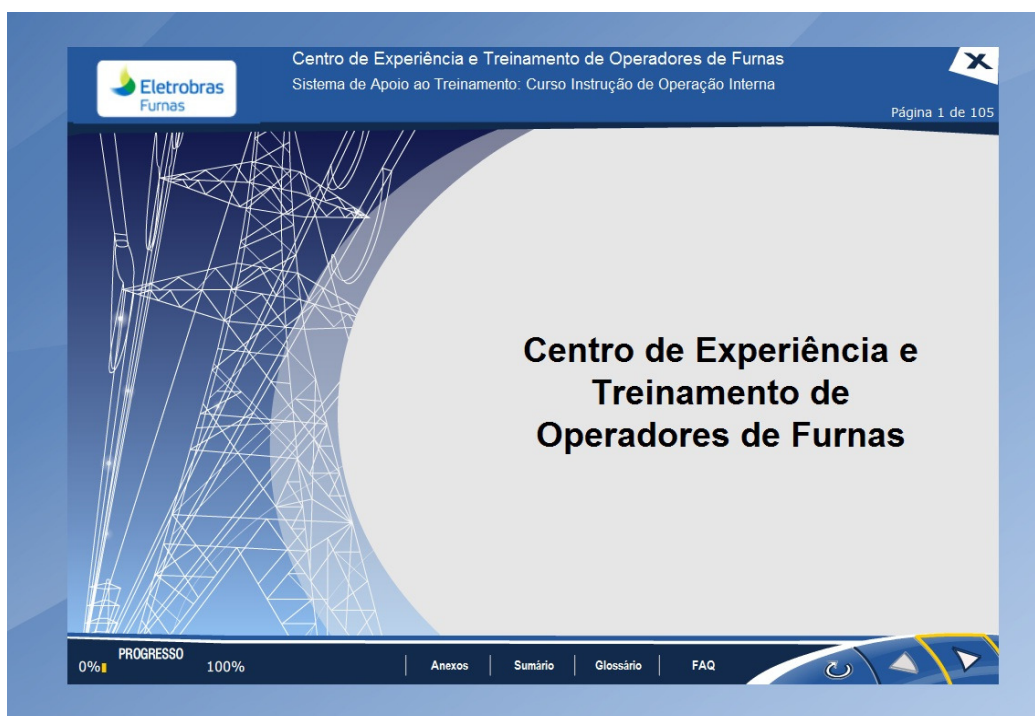 Eletrobras
Furnas
Centro de Experiência e Treinamento de Operadores de Furnas
Sistema de Apoio ao Treinamento: Curso Instrução de Operação Interna
X
Página 1 de 105
Centro de Experiência e
Treinamento de
Operadores de Furnas
PROGRESSO
0% 100%
Anexos Sumário Glossário FAQ